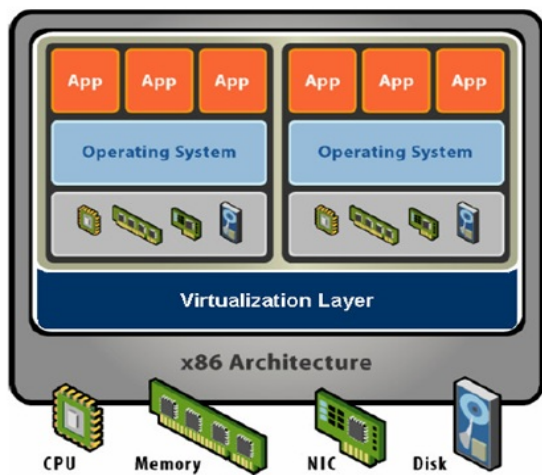 App App App App App App
Operating System Operating System
Virtualization Layer
x86 Architecture
CPU Memory NIC Disk